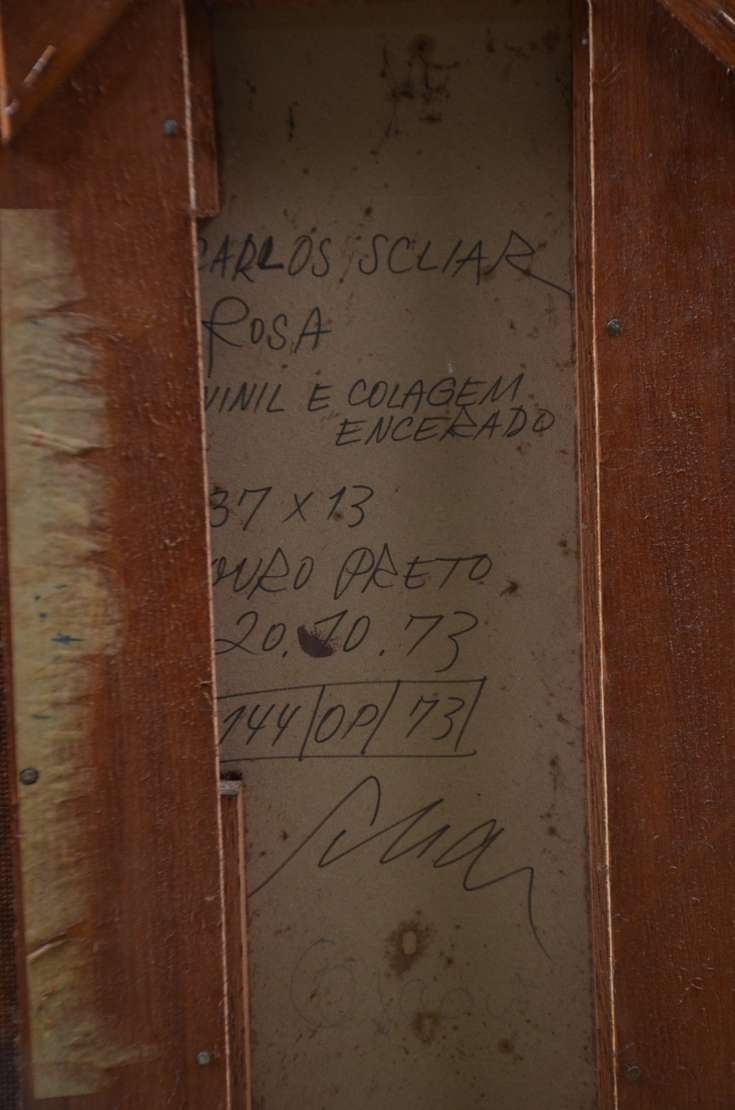 CARLOS SCLIAR
ROSA
VINIL E COLAGEM
ENCERADO
37 X 13
OURO PRETO
20.10.73
144/OP/73/
Scliar